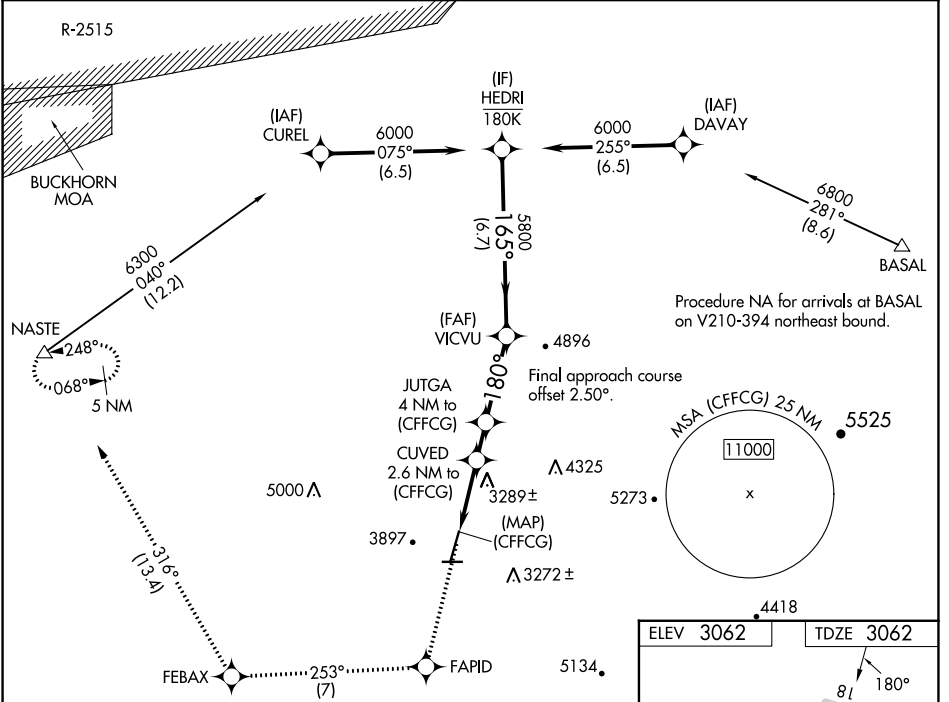 R-2515
BUCKHORN
MOA
(IAF)
CUREL
6000
075°
(6.5)
(IF)
HEDRI
180K
6000
255°
(6.5)
(IAF)
DAVAY
6800
281°
(8.6)
BASAL
Procedure NA for arrivals at BASAL
on V210-394 northeast bound.
6300
040°
(12.2)
NASTE
248°
068°
5 NM
5800
165°
(6.7)
(FAF)
VICVU
4896
180°
Final approach course
offset 2.50°.
JUTGA
4 NM to
(CFFCG)
CUVED
2.6 NM to
(CFFCG)
4325
3289±
5000
3897
(MAP)
(CFFCG)
3272±
MSA (CFFCG) 25 NM
11000
x
5525
5273
4418
316°
(13.4)
FEBAX
253°
(7)
FAPID
5134
ELEV 3062
TDZE 3062
180°
18